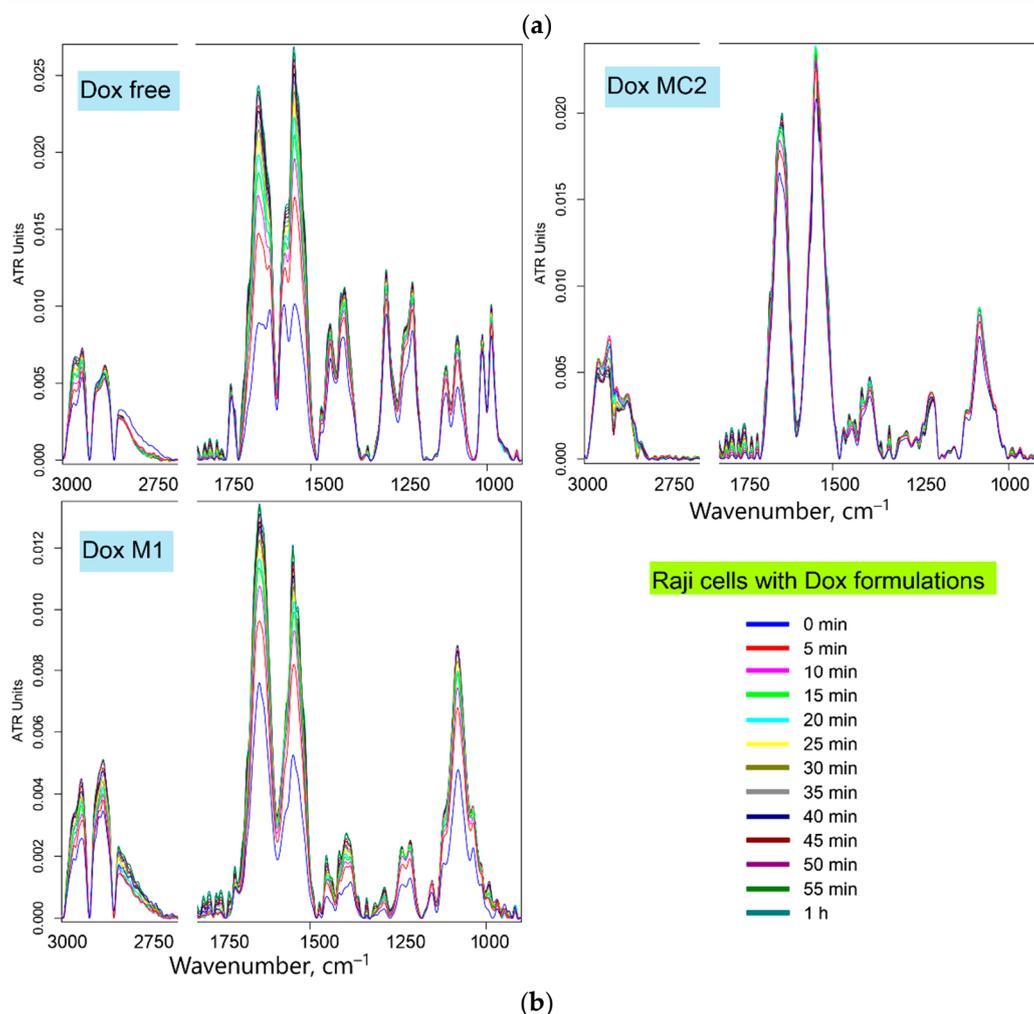 (a)
Dox free
ATR Units
0.000 0.005 0.010 0.015 0.020 0.025
3000 2750 1750 1500 1250 1000
Dox MC2
ATR Units
0.000 0.005 0.010 0.015 0.020
3000 2750 1750 1500 1250 1000
Wavenumber, cm⁻¹
Dox M1
ATR Units
0.000 0.002 0.004 0.006 0.008 0.010 0.012
3000 2750 1750 1500 1250 1000
Wavenumber, cm⁻¹
Raji cells with Dox formulations
0 min
5 min
10 min
15 min
20 min
25 min
30 min
35 min
40 min
45 min
50 min
55 min
1 h
(b)